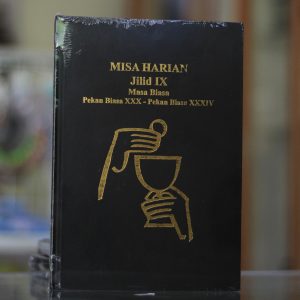 MISA HARIAN
Jilid IX
Masa Biasa
Pekan Biasa XXX - Pekan Biasa XXXIV